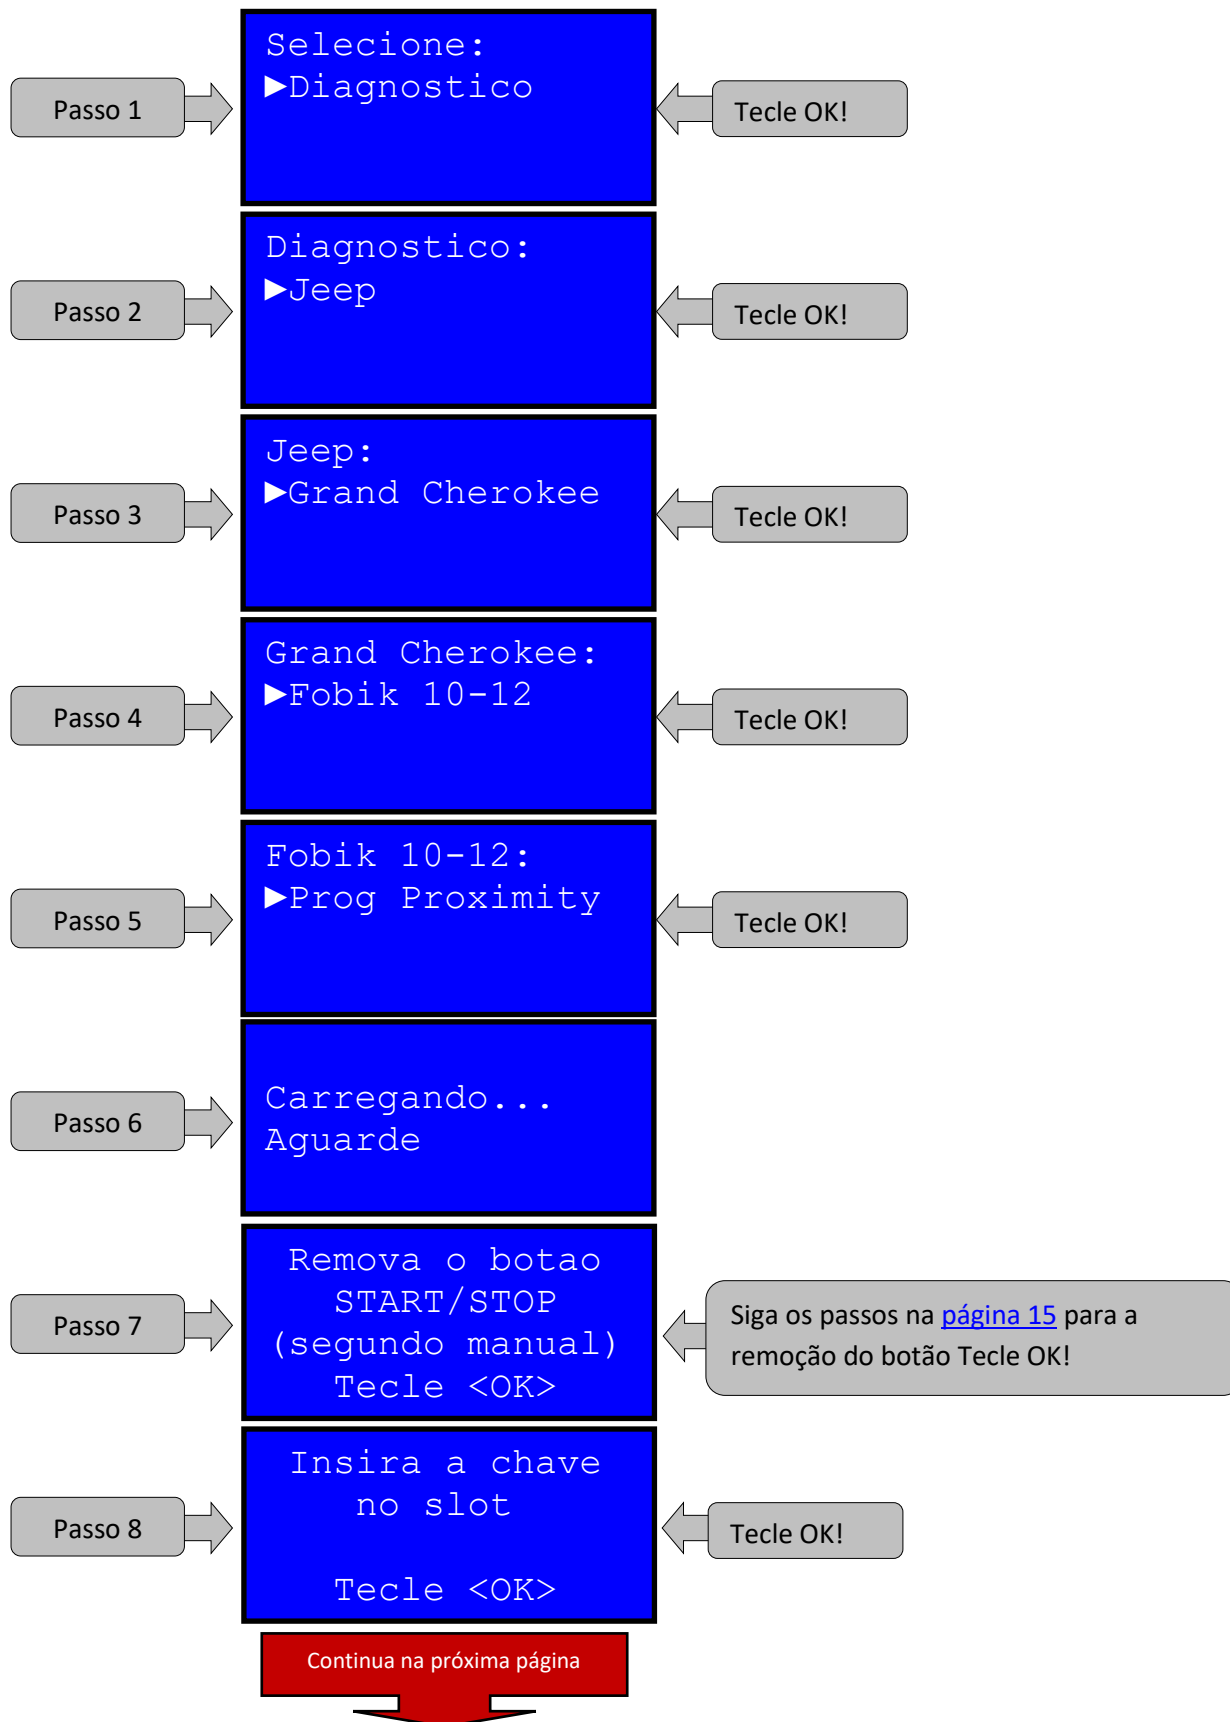 Passo 1
Selecione:
►Diagnostico
Tecle OK!
Passo 2
Diagnostico:
►Jeep
Tecle OK!
Passo 3
Jeep:
►Grand Cherokee
Tecle OK!
Passo 4
Grand Cherokee:
►Fobik 10-12
Tecle OK!
Passo 5
Fobik 10-12:
►Prog Proximity
Tecle OK!
Passo 6
Carregando...
Aguarde
Passo 7
Remova o botao
START/STOP
(segundo manual)
Tecle <OK>
Siga os passos na página 15 para a
remoção do botão Tecle OK!
Passo 8
Insira a chave
no slot
Tecle <OK>
Tecle OK!
Continua na próxima página